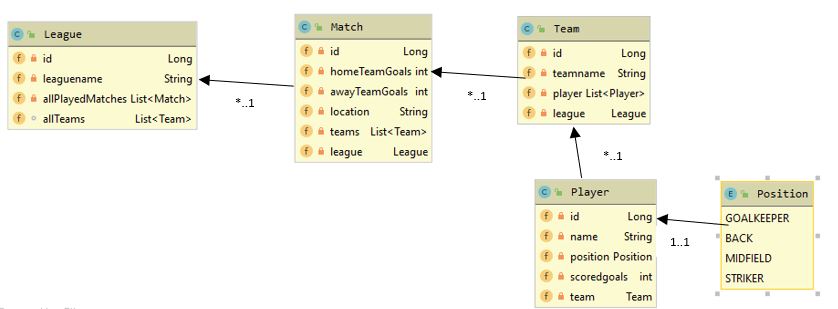 C League
f id Long
f leaguename String
f allPlayedMatches List<Match>
f allTeams List<Team>
*..1
C Match
f id Long
f homeTeamGoals int
f awayTeamGoals int
f location String
f teams List<Team>
f league League
*..1
C Team
f id Long
f teamname String
f player List<Player>
f league League
*..1
C Player
f id Long
f name String
f position Position
f scoredgoals int
f team Team
1..1
E Position
GOALKEEPER
BACK
MIDFIELD
STRIKER